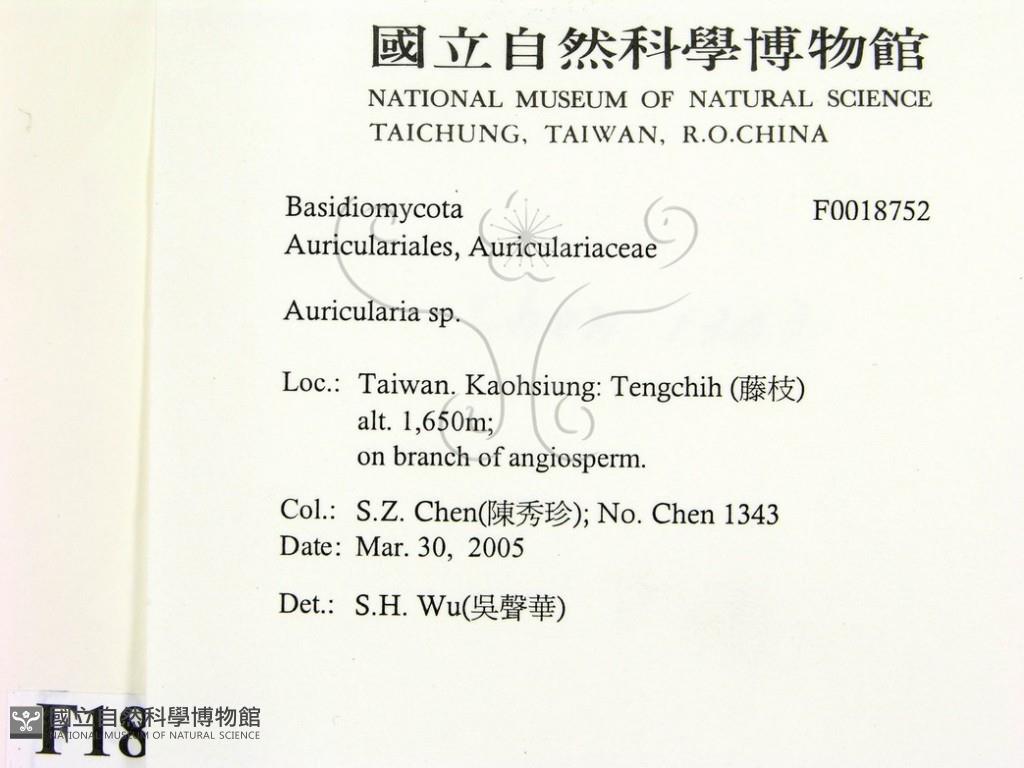 國立自然科學博物館
NATIONAL MUSEUM OF NATURAL SCIENCE
TAICHUNG, TAIWAN, R.O.CHINA
Basidiomycota F0018752
Auriculariales, Auriculariaceae
Auricularia sp.
Loc.: Taiwan. Kaohsiung: Tengchih (藤枝)
alt. 1,650m;
on branch of angiosperm.
Col.: S.Z. Chen(陳秀珍); No. Chen 1343
Date: Mar. 30, 2005
Det.: S.H. Wu(吳聲華)
國立自然科學博物館
NATIONAL MUSEUM OF NATURAL SCIENCE
F18